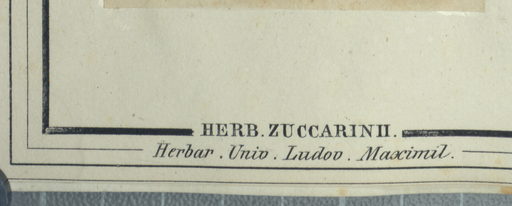 HERB. ZUCCARINII.
Herbar. Univ. Ludov. Maximil.